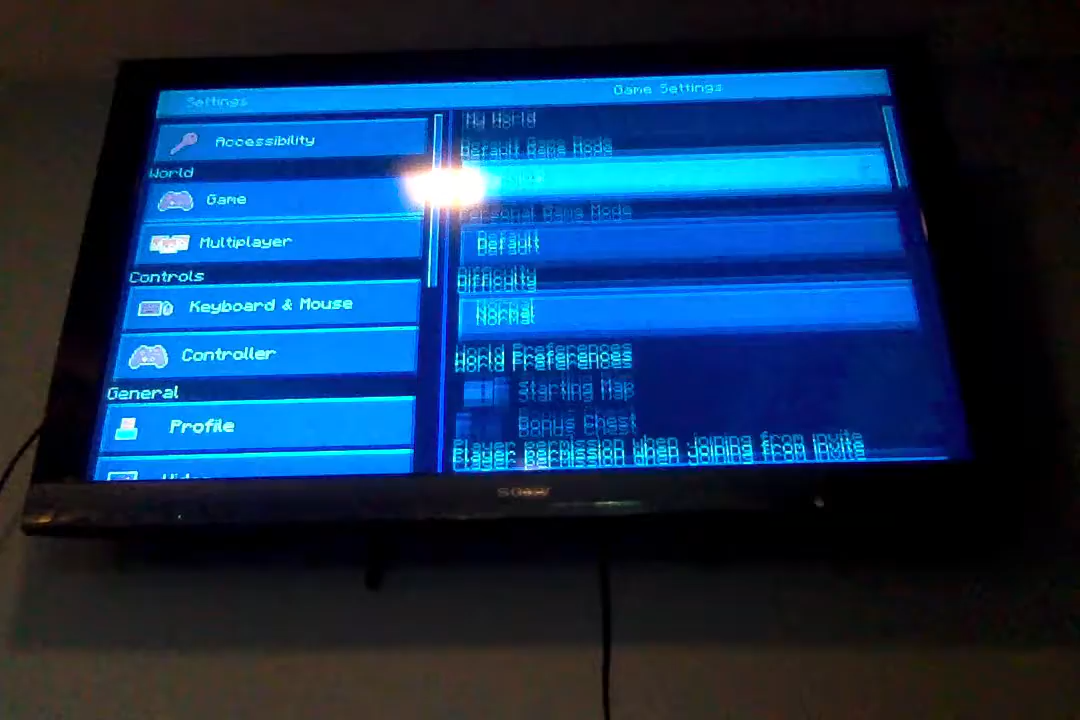 Settings
Game Settings
Accessibility
World
Game
Multiplayer
Controls
Keyboard & Mouse
Controller
General
Profile
My World
Default Game Mode
Personal Game Mode
Default
Difficulty
Normal
World Preferences
Starting Map
Bonus Chest
Player permission when joining from invite
SONY